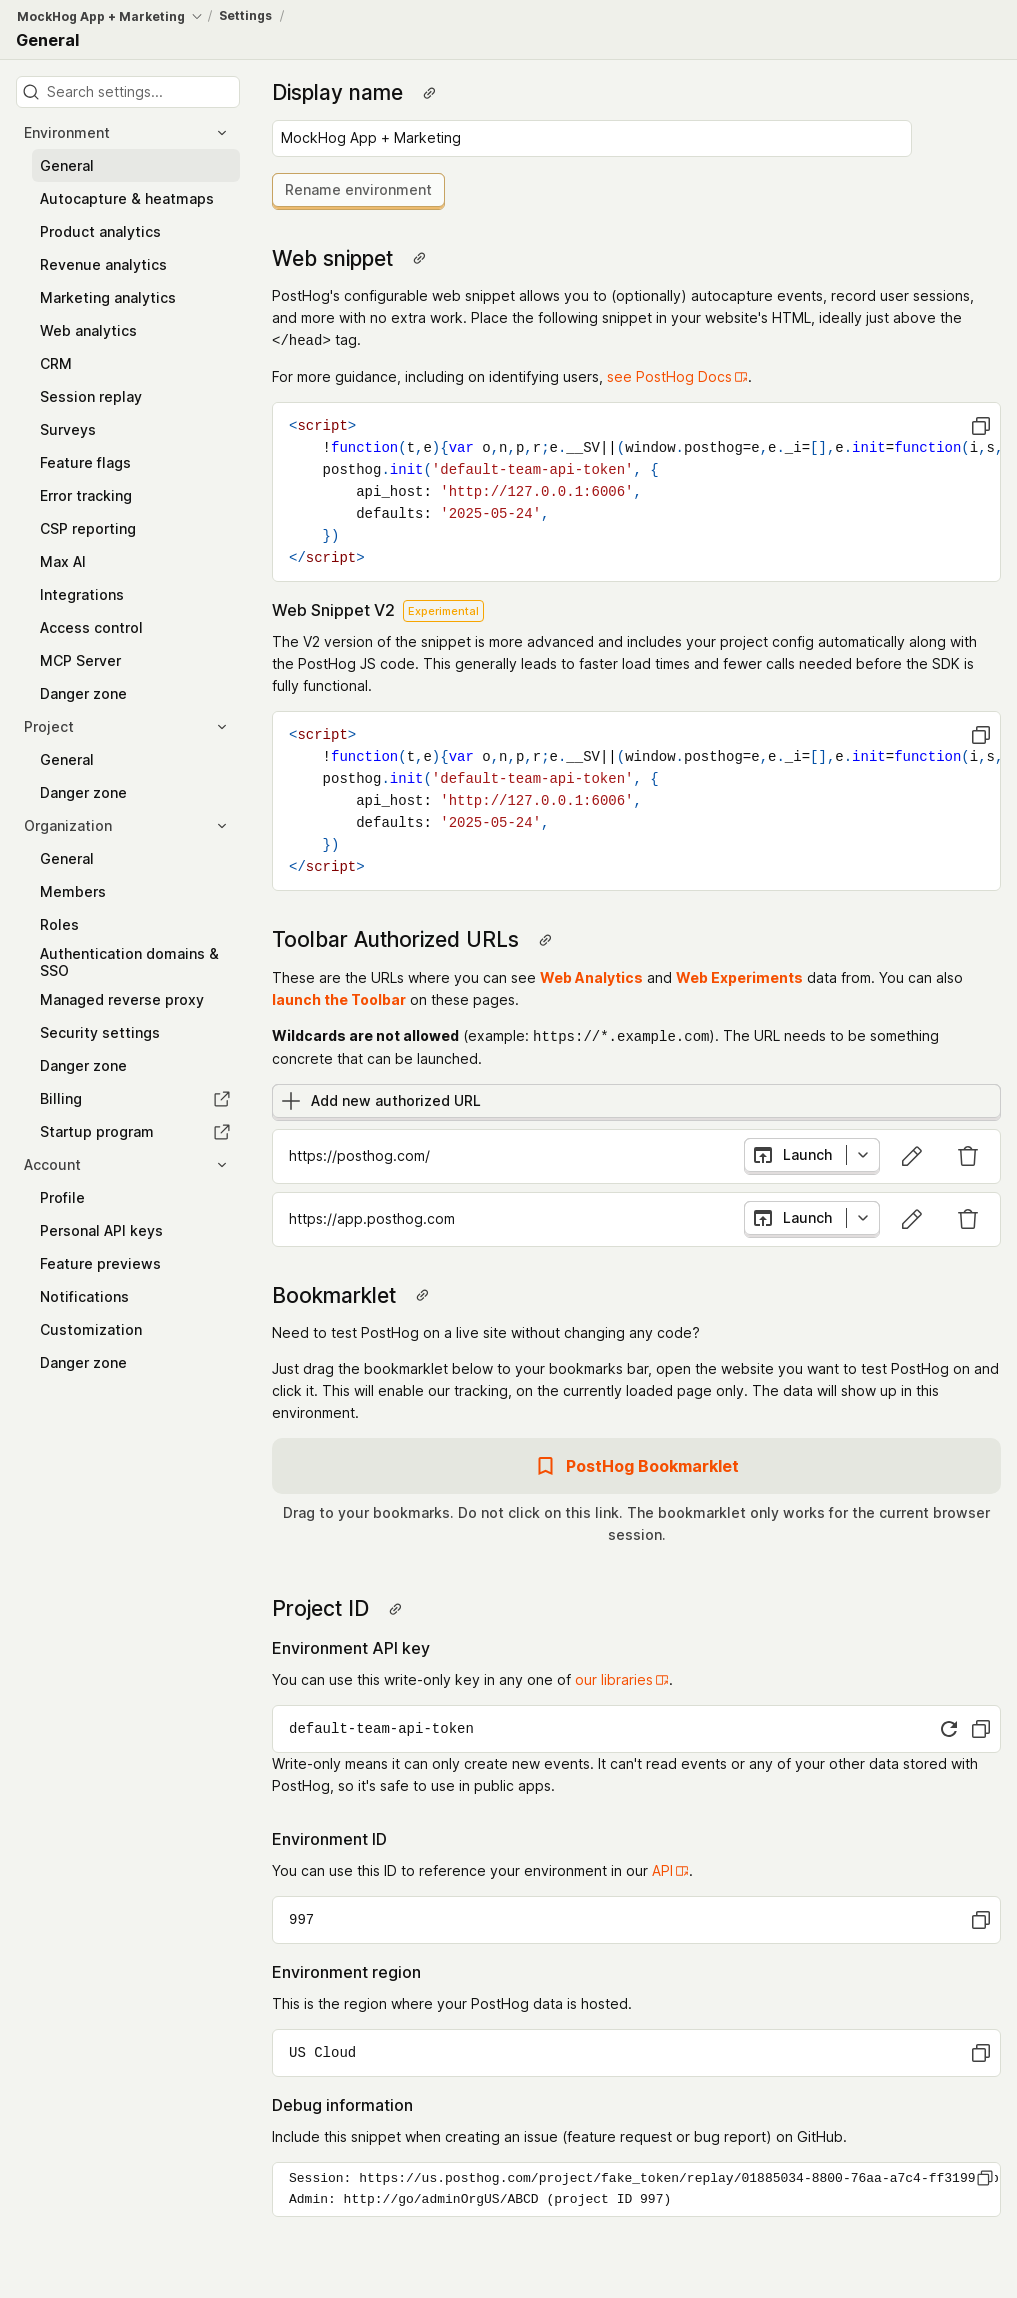 MockHog App + Marketing / Settings /
General
Search settings...
Environment
General
Autocapture & heatmaps
Product analytics
Revenue analytics
Marketing analytics
Web analytics
CRM
Session replay
Surveys
Feature flags
Error tracking
CSP reporting
Max AI
Integrations
Access control
MCP Server
Danger zone
Project
General
Danger zone
Organization
General
Members
Roles
Authentication domains &
SSO
Managed reverse proxy
Security settings
Danger zone
Billing
Startup program
Account
Profile
Personal API keys
Feature previews
Notifications
Customization
Danger zone
Display name
MockHog App + Marketing
Rename environment
Web snippet
PostHog's configurable web snippet allows you to (optionally) autocapture events, record user sessions,
and more with no extra work. Place the following snippet in your website's HTML, ideally just above the
</head> tag.
For more guidance, including on identifying users, see PostHog Docs.
<script>
!function(t,e){var o,n,p,r;e.__SV||(window.posthog=e,e._i=[],e.init=function(i,s,
posthog.init('default-team-api-token', {
api_host: 'http://127.0.0.1:6006',
defaults: '2025-05-24',
})
</script>
Web Snippet V2 Experimental
The V2 version of the snippet is more advanced and includes your project config automatically along with
the PostHog JS code. This generally leads to faster load times and fewer calls needed before the SDK is
fully functional.
<script>
!function(t,e){var o,n,p,r;e.__SV||(window.posthog=e,e._i=[],e.init=function(i,s,
posthog.init('default-team-api-token', {
api_host: 'http://127.0.0.1:6006',
defaults: '2025-05-24',
})
</script>
Toolbar Authorized URLs
These are the URLs where you can see Web Analytics and Web Experiments data from. You can also
launch the Toolbar on these pages.
Wildcards are not allowed (example: https://*.example.com). The URL needs to be something
concrete that can be launched.
Add new authorized URL
https://posthog.com/ Launch
https://app.posthog.com Launch
Bookmarklet
Need to test PostHog on a live site without changing any code?
Just drag the bookmarklet below to your bookmarks bar, open the website you want to test PostHog on and
click it. This will enable our tracking, on the currently loaded page only. The data will show up in this
environment.
PostHog Bookmarklet
Drag to your bookmarks. Do not click on this link. The bookmarklet only works for the current browser
session.
Project ID
Environment API key
You can use this write-only key in any one of our libraries.
default-team-api-token
Write-only means it can only create new events. It can't read events or any of your other data stored with
PostHog, so it's safe to use in public apps.
Environment ID
You can use this ID to reference your environment in our API.
997
Environment region
This is the region where your PostHog data is hosted.
US Cloud
Debug information
Include this snippet when creating an issue (feature request or bug report) on GitHub.
Session: https://us.posthog.com/project/fake_token/replay/01885034-8800-76aa-a7c4-ff3199
Admin: http://go/adminOrgUS/ABCD (project ID 997)